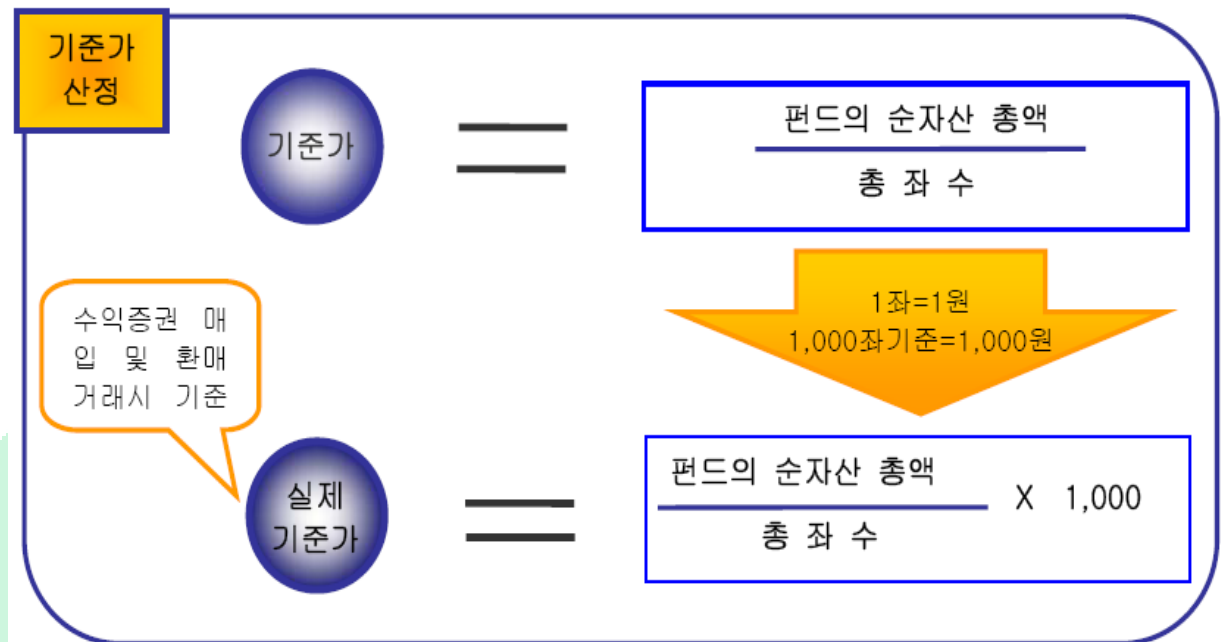 기준가
산정
기준가
펀드의 순자산 총액
총 좌 수
1좌=1원
1,000좌기준=1,000원
수익증권 매
입 및 환매
거래시 기준
실제
기준가
펀드의 순자산 총액
X 1,000
총 좌 수